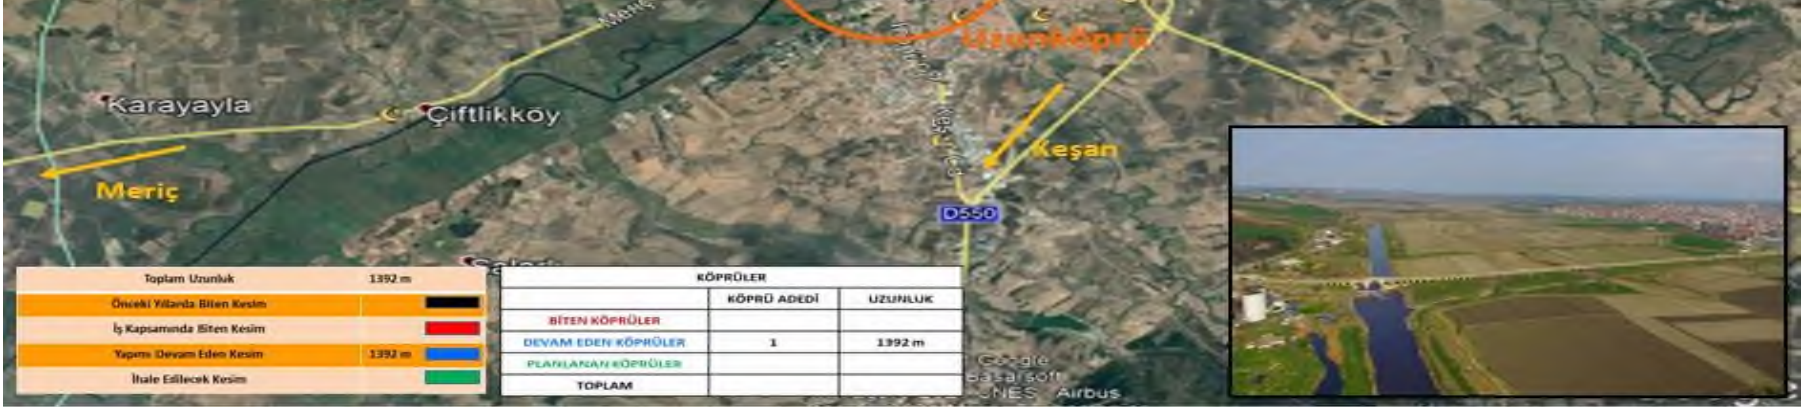 Meriç
Uzunköprü
Karayayla
Çiftlikköy
Keşan
Meriç
D550
Toplam Uzunluk 1392 m
Önceki Yıllarda Biten Kesim
İş Kapsamında Biten Kesim
Yapımı Devam Eden Kesim 1392 m
İhale Edilecek Kesim
KÖPRÜLER
KÖPRÜ ADEDİ UZUNLUK
BİTEN KÖPRÜLER
DEVAM EDEN KÖPRÜLER 1 1392 m
PLANLANAN KÖPRÜLER
TOPLAM
Google
Basarsoft
CNES Airbus